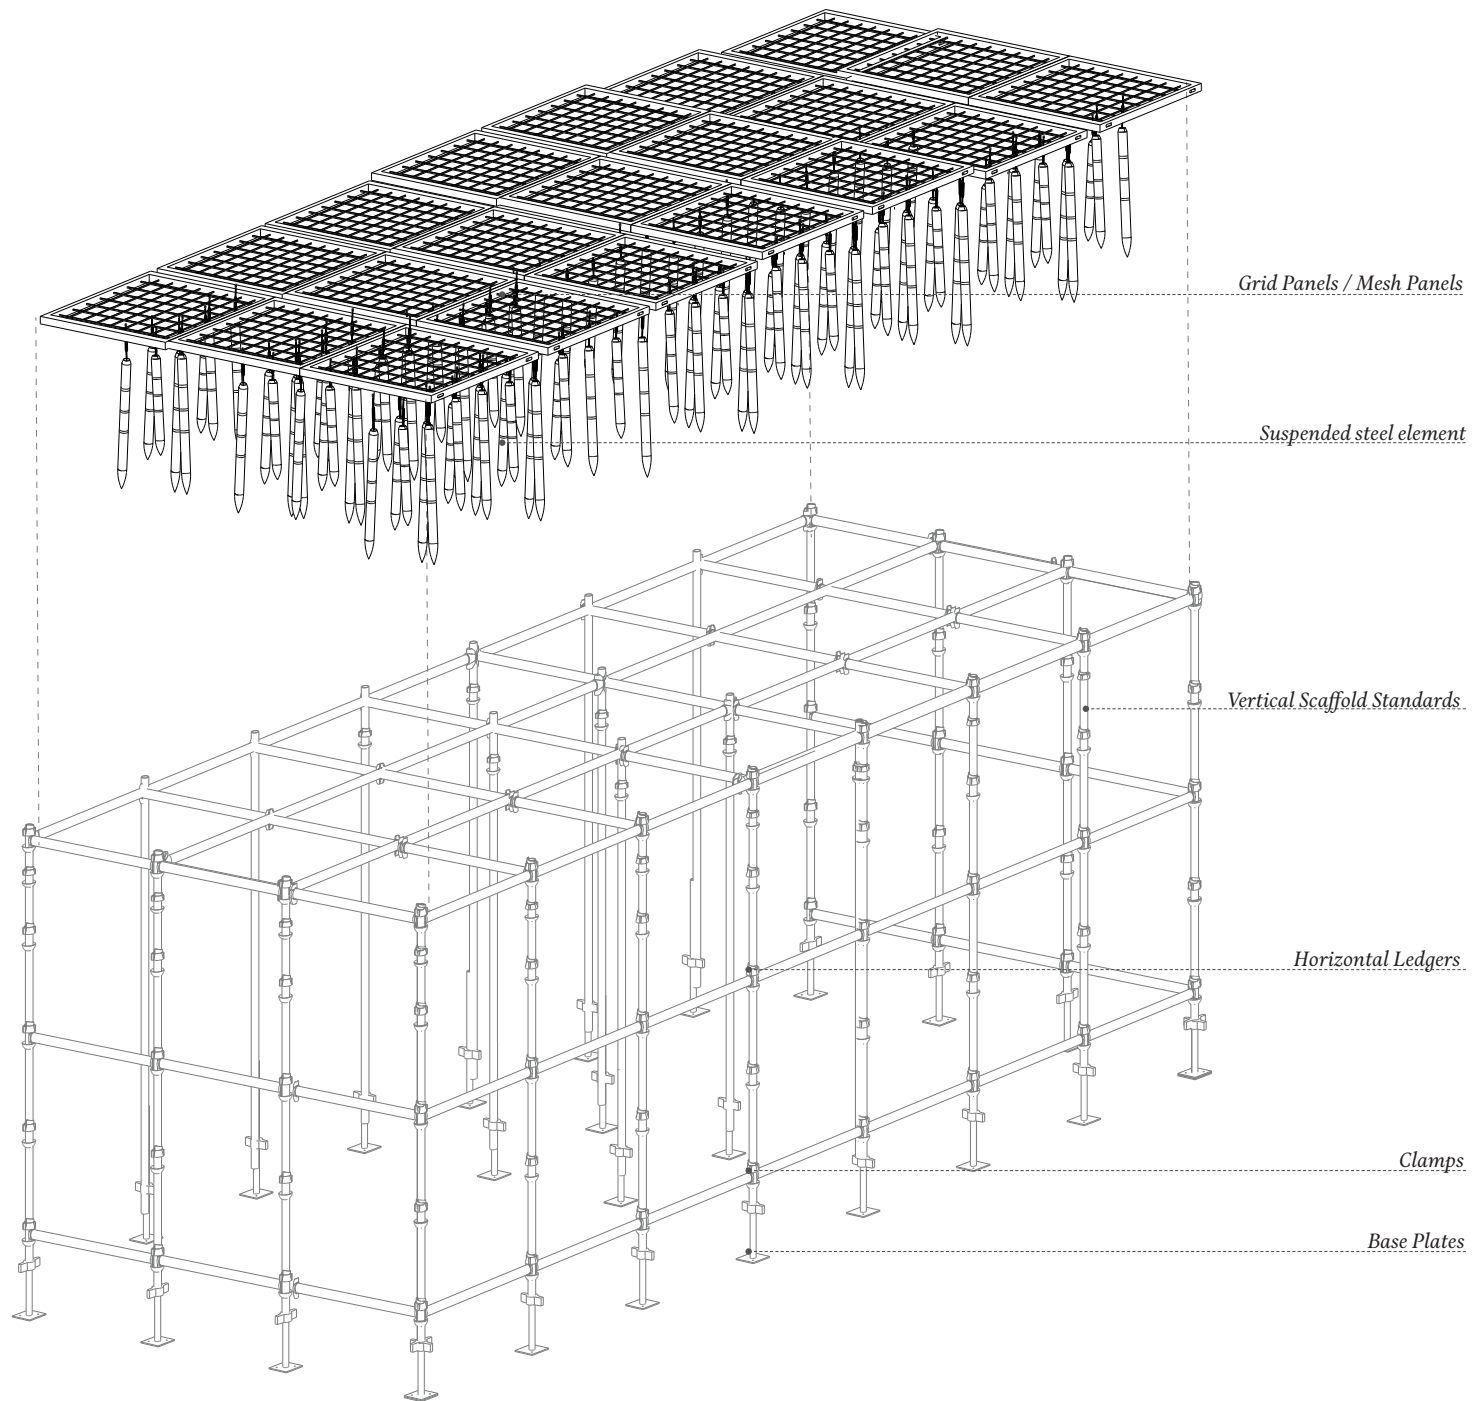 Grid Panels / Mesh Panels
Suspended steel element
Vertical Scaffold Standards
Horizontal Ledgers
Clamps
Base Plates